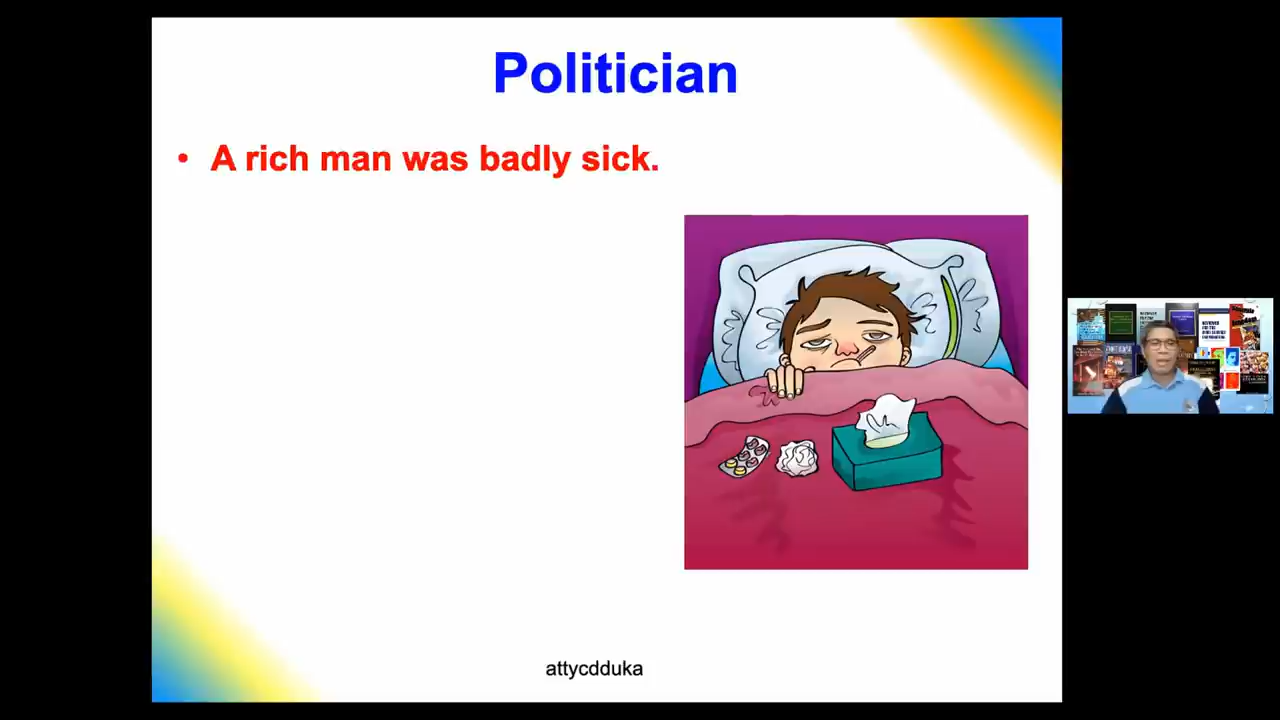 Politician
• A rich man was badly sick.
attycdduka